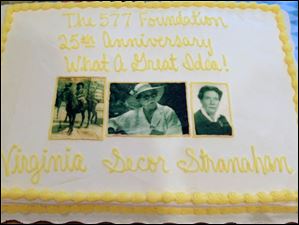 The 577 Foundation
25th Anniversary
What A Great Idea!
Virginia Secor Stranahan